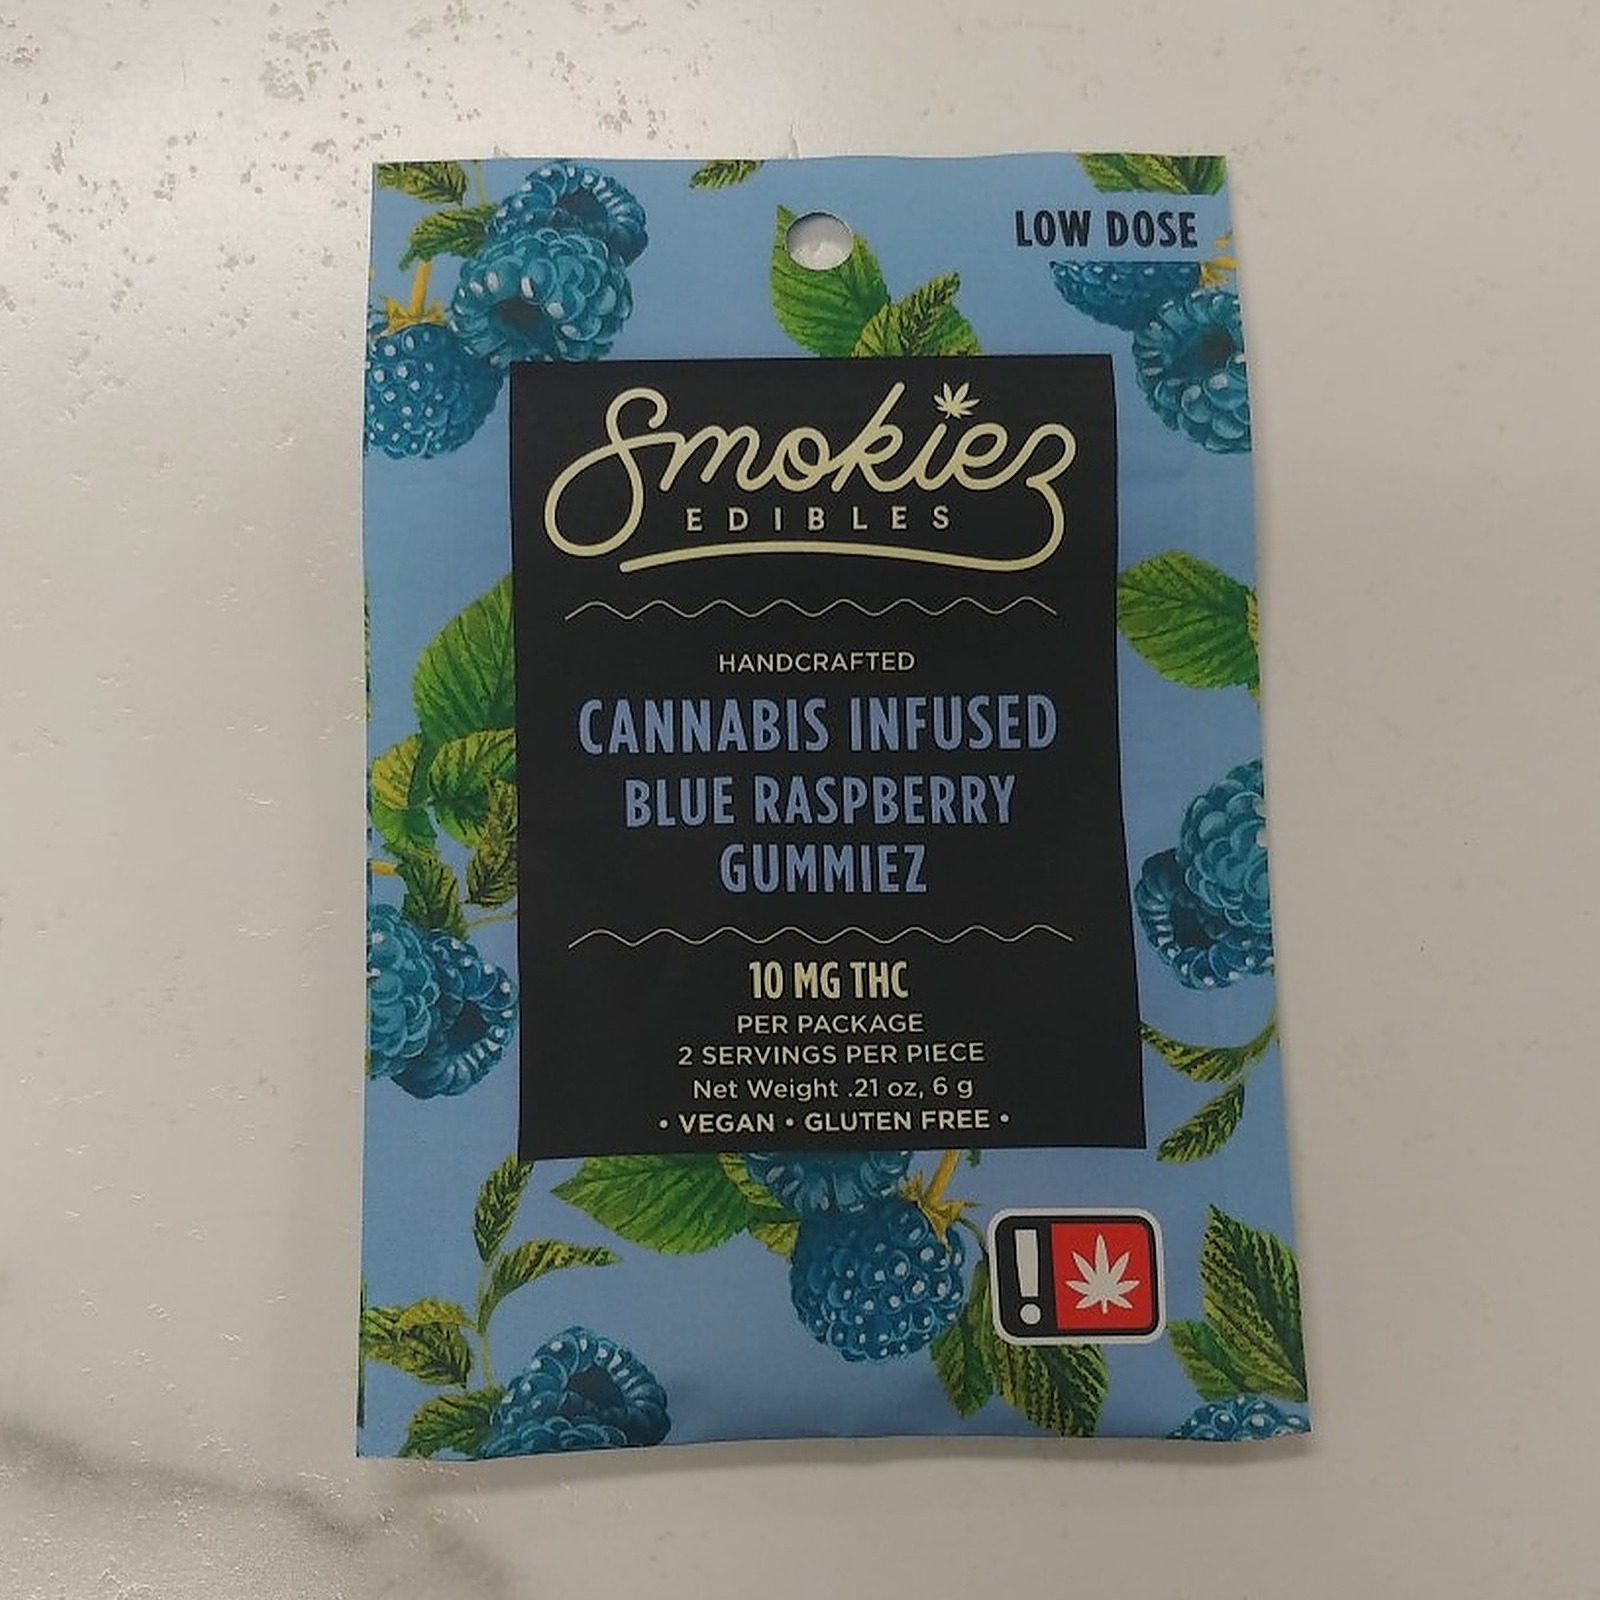 LOW DOSE
Smokiez
EDIBLES
HANDCRAFTED
CANNABIS INFUSED
BLUE RASPBERRY
GUMMIEZ
10 MG THC
PER PACKAGE
2 SERVINGS PER PIECE
Net Weight .21 oz, 6 g
• VEGAN • GLUTEN FREE •
!